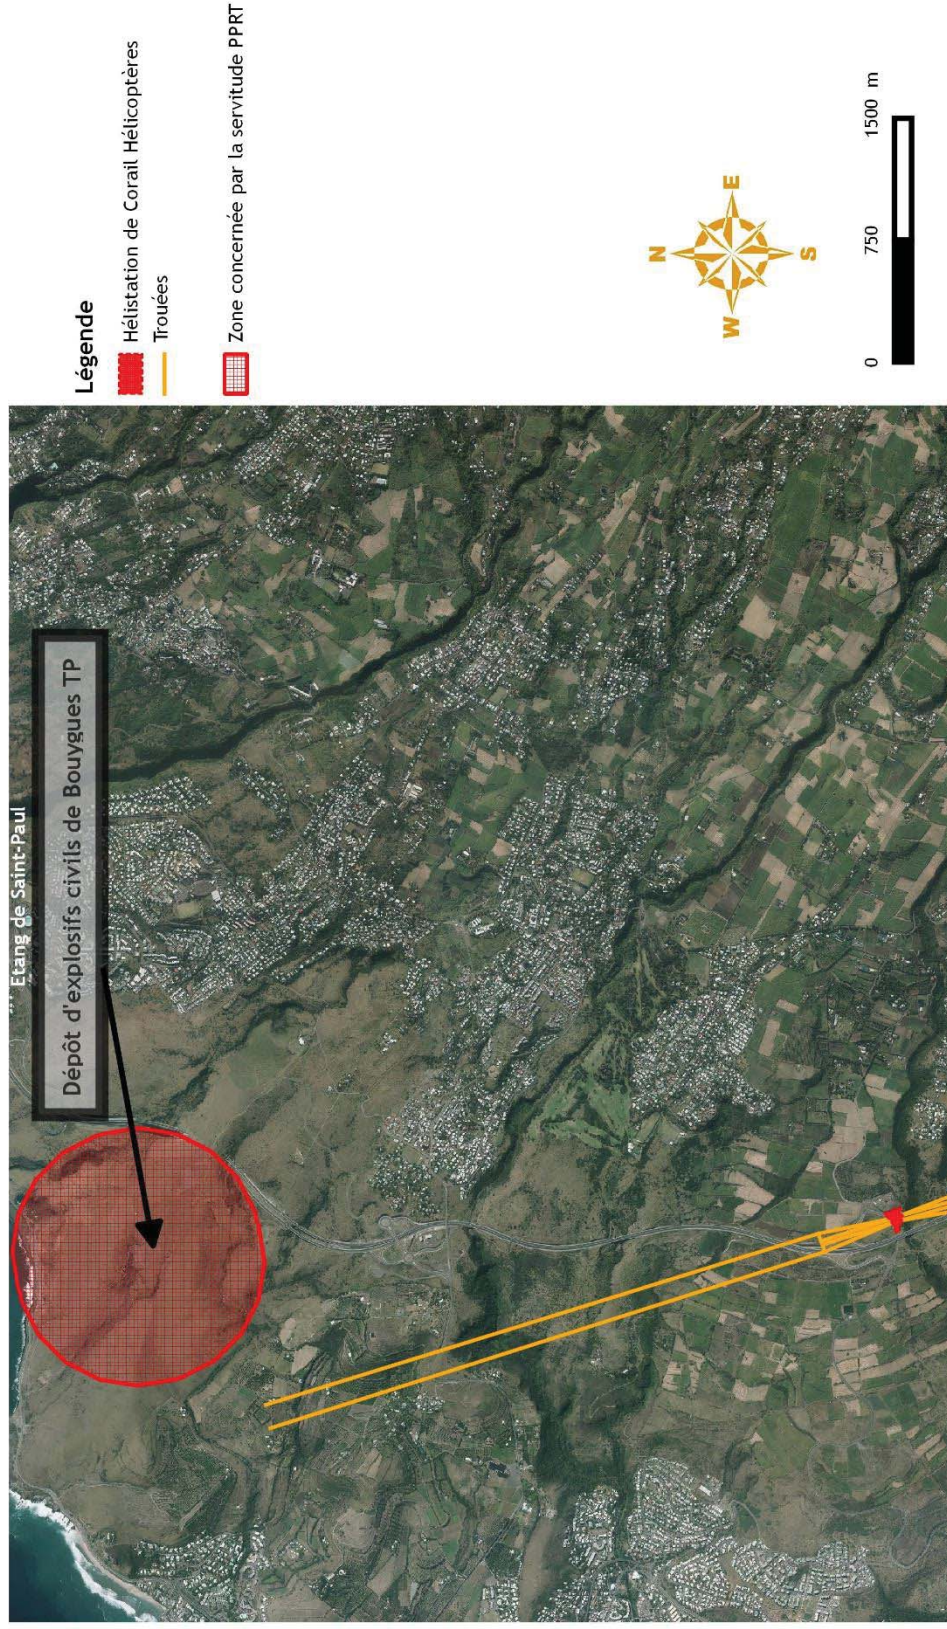 Etang de Saint-Paul
Dépôt d'explosifs civils de Bouygues TP
Légende
Hélistation de Corail Hélicoptères
Trouées
Zone concernée par la servitude PPRT
N
W
E
S
0 750 1500 m